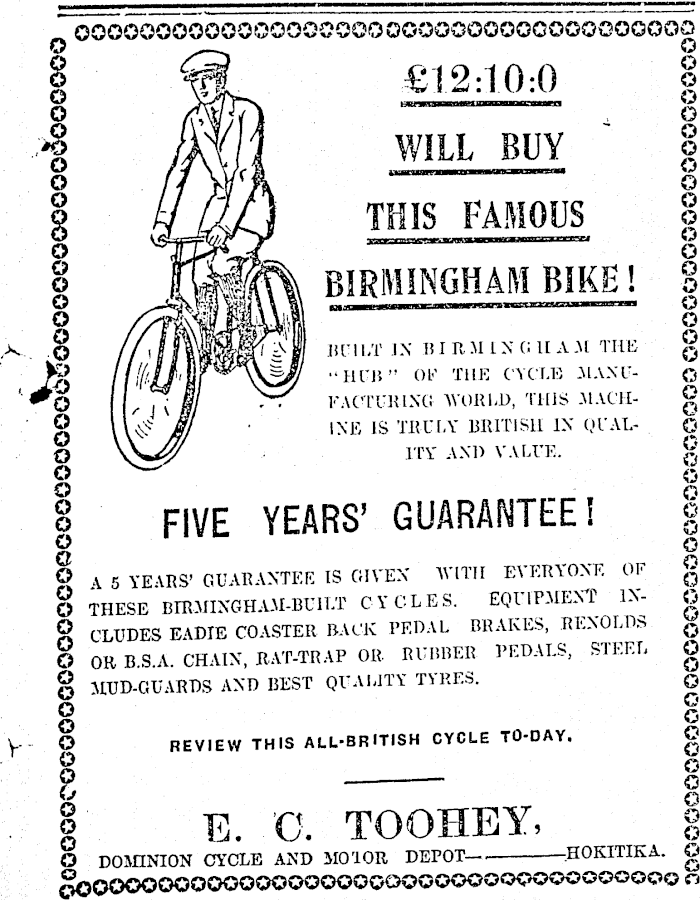 £12:10:0
WILL BUY
THIS FAMOUS
BIRMINGHAM BIKE!
BUILT IN BIRMINGHAM THE
"HUB" OF THE CYCLE MANU-
FACTURING WORLD, THIS MACH-
INE IS TRULY BRITISH IN QUAL-
ITY AND VALUE.
FIVE YEARS' GUARANTEE!
A 5 YEARS' GUARANTEE IS GIVEN WITH EVERYONE OF
THESE BIRMINGHAM-BUILT CYCLES. EQUIPMENT IN-
CLUDES EADIE COASTER BACK PEDAL BRAKES, RENOLDS
OR B.S.A. CHAIN, RAT-TRAP OR RUBBER PEDALS, STEEL
MUD-GUARDS AND BEST QUALITY TYRES.
REVIEW THIS ALL-BRITISH CYCLE TO-DAY.
E. C. TOOHEY,
DOMINION CYCLE AND MOTOR DEPOT——HOKITIKA.